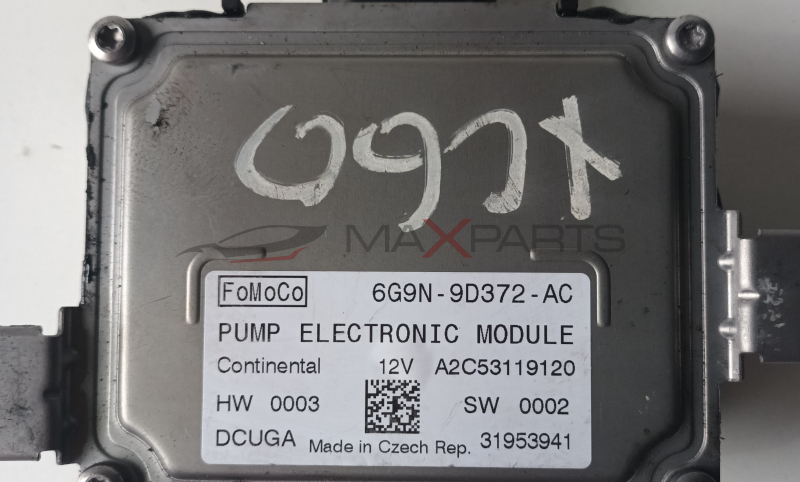 MAXPARTS
FoMoCo 6G9N-9D372-AC
PUMP ELECTRONIC MODULE
Continental 12V A2C53119120
HW 0003 SW 0002
DCUGA Made in Czech Rep. 31953941